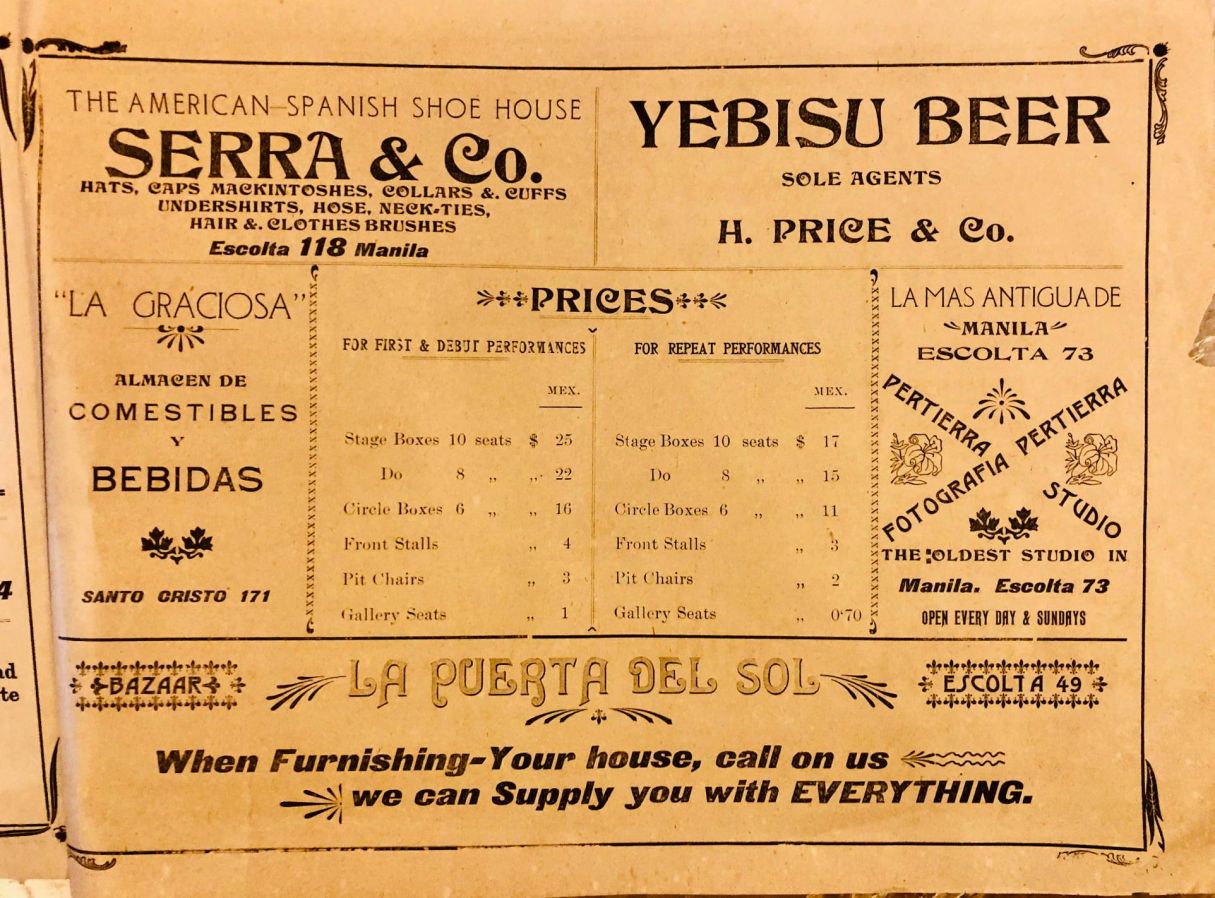 THE AMERICAN-SPANISH SHOE HOUSE
SERRA & Co.
HATS, CAPS MACKINTOSHES, COLLARS &. CUFFS
UNDERSHIRTS, HOSE, NECK-TIES,
HAIR &. CLOTHES BRUSHES
Escolta 118 Manila
YEBISU BEER
SOLE AGENTS
H. PRICE & Co.
"LA GRACIOSA"
ALMACEN DE
COMESTIBLES
Y
BEBIDAS
SANTO CRISTO 171
PRICES
FOR FIRST & DEBUT PERFORMANCES
MEX.
Stage Boxes 10 seats $ 25
Do 8 „ „ 22
Circle Boxes 6 „ „ 16
Front Stalls „ 4
Pit Chairs „ 3
Gallery Seats „ 1
FOR REPEAT PERFORMANCES
MEX.
Stage Boxes 10 seats $ 17
Do 8 „ „ 15
Circle Boxes 6 „ „ 11
Front Stalls „ 3
Pit Chairs „ 2
Gallery Seats „ 0'70
LA MAS ANTIGUA DE
MANILA
ESCOLTA 73
PERTIERRA
FOTOGRAFIA PERTIERRA
STUDIO
THE OLDEST STUDIO IN
Manila. Escolta 73
OPEN EVERY DAY & SUNDAYS
BAZAAR
LA PUERTA DEL SOL
ESCOLTA 49
When Furnishing-Your house, call on us
we can Supply you with EVERYTHING.